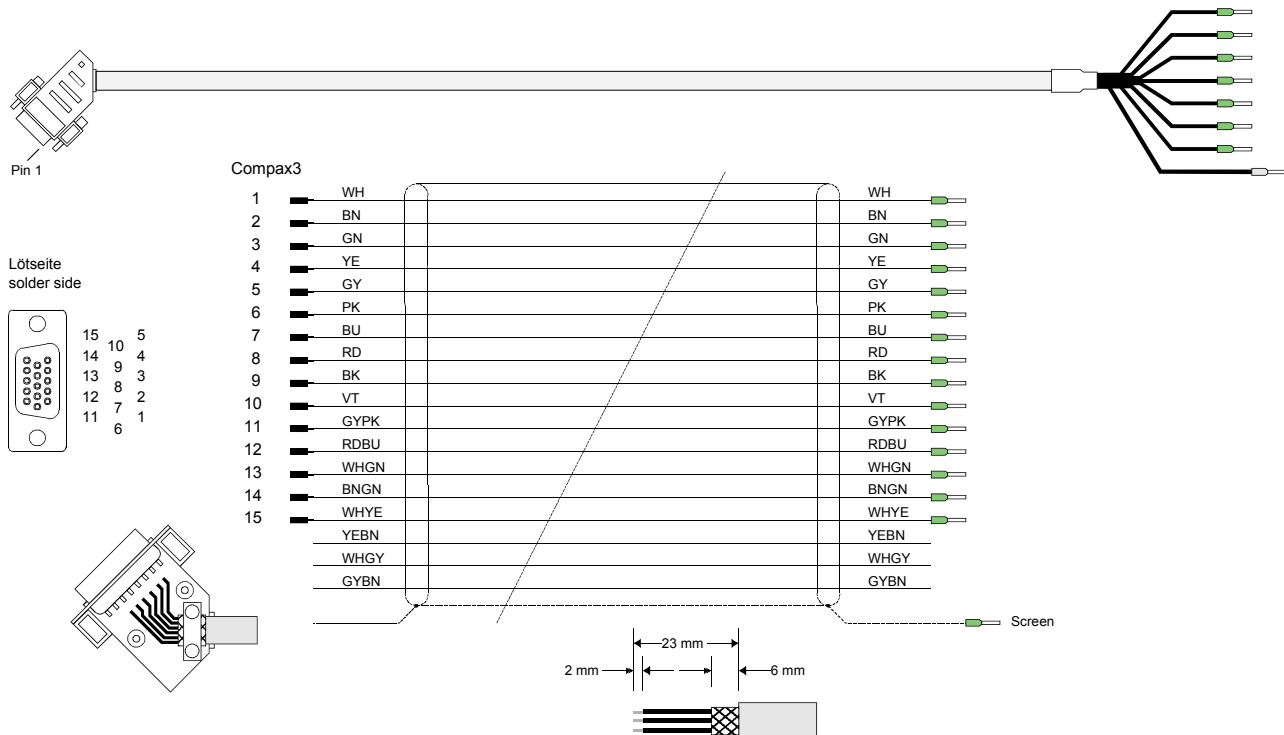 Pin 1
Compax3
1 WH WH
2 BN BN
3 GN GN
4 YE YE
5 GY GY
6 PK PK
7 BU BU
8 RD RD
9 BK BK
10 VT VT
11 GYPK GYPK
12 RDBU RDBU
13 WHGN WHGN
14 BNGN BNGN
15 WHYE WHYE
YEBN YEBN
WHGY WHGY
GYBN GYBN
Screen
Lötseite
solder side
15 5
10
14 4
9
13 3
8
12 2
7
11 1
6
23 mm
2 mm 6 mm